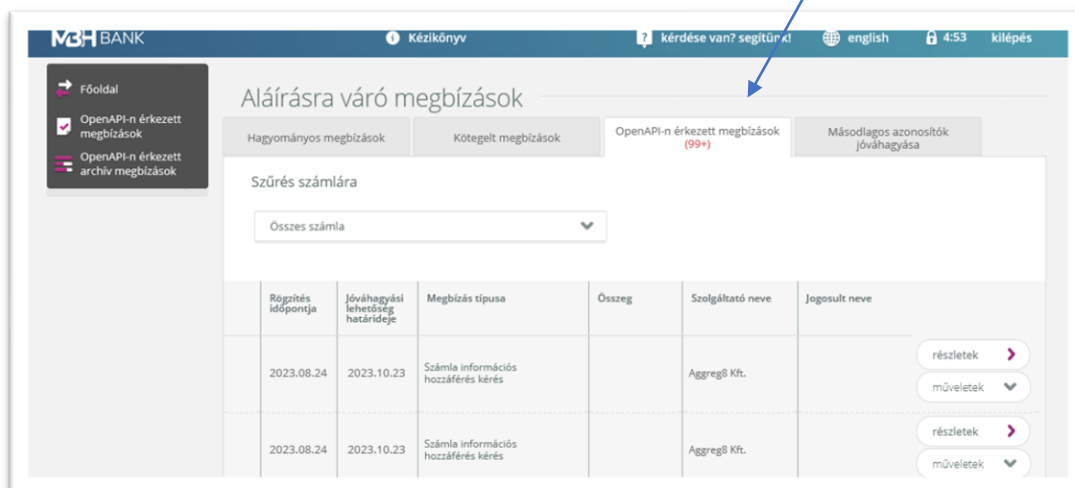 MBH BANK
Kézikönyv
kérdése van? segítünk!
english
4:53
kilépés
Főoldal
OpenAPI-n érkezett
megbízások
OpenAPI-n érkezett
archív megbízások
Aláírásra váró megbízások
Hagyományos megbízások
Kötegelt megbízások
OpenAPI-n érkezett megbízások
(99+)
Másodlagos azonosítók
jóváhagyása
Szűrés számlára
Összes számla
Rögzítés
időpontja
Jóváhagyási
lehetőség
határideje
Megbízás típusa
Összeg
Szolgáltató neve
Jogosult neve
2023.08.24
2023.10.23
Számla információs
hozzáférés kérés
Aggreg8 Kft.
részletek
műveletek
2023.08.24
2023.10.23
Számla információs
hozzáférés kérés
Aggreg8 Kft.
részletek
műveletek